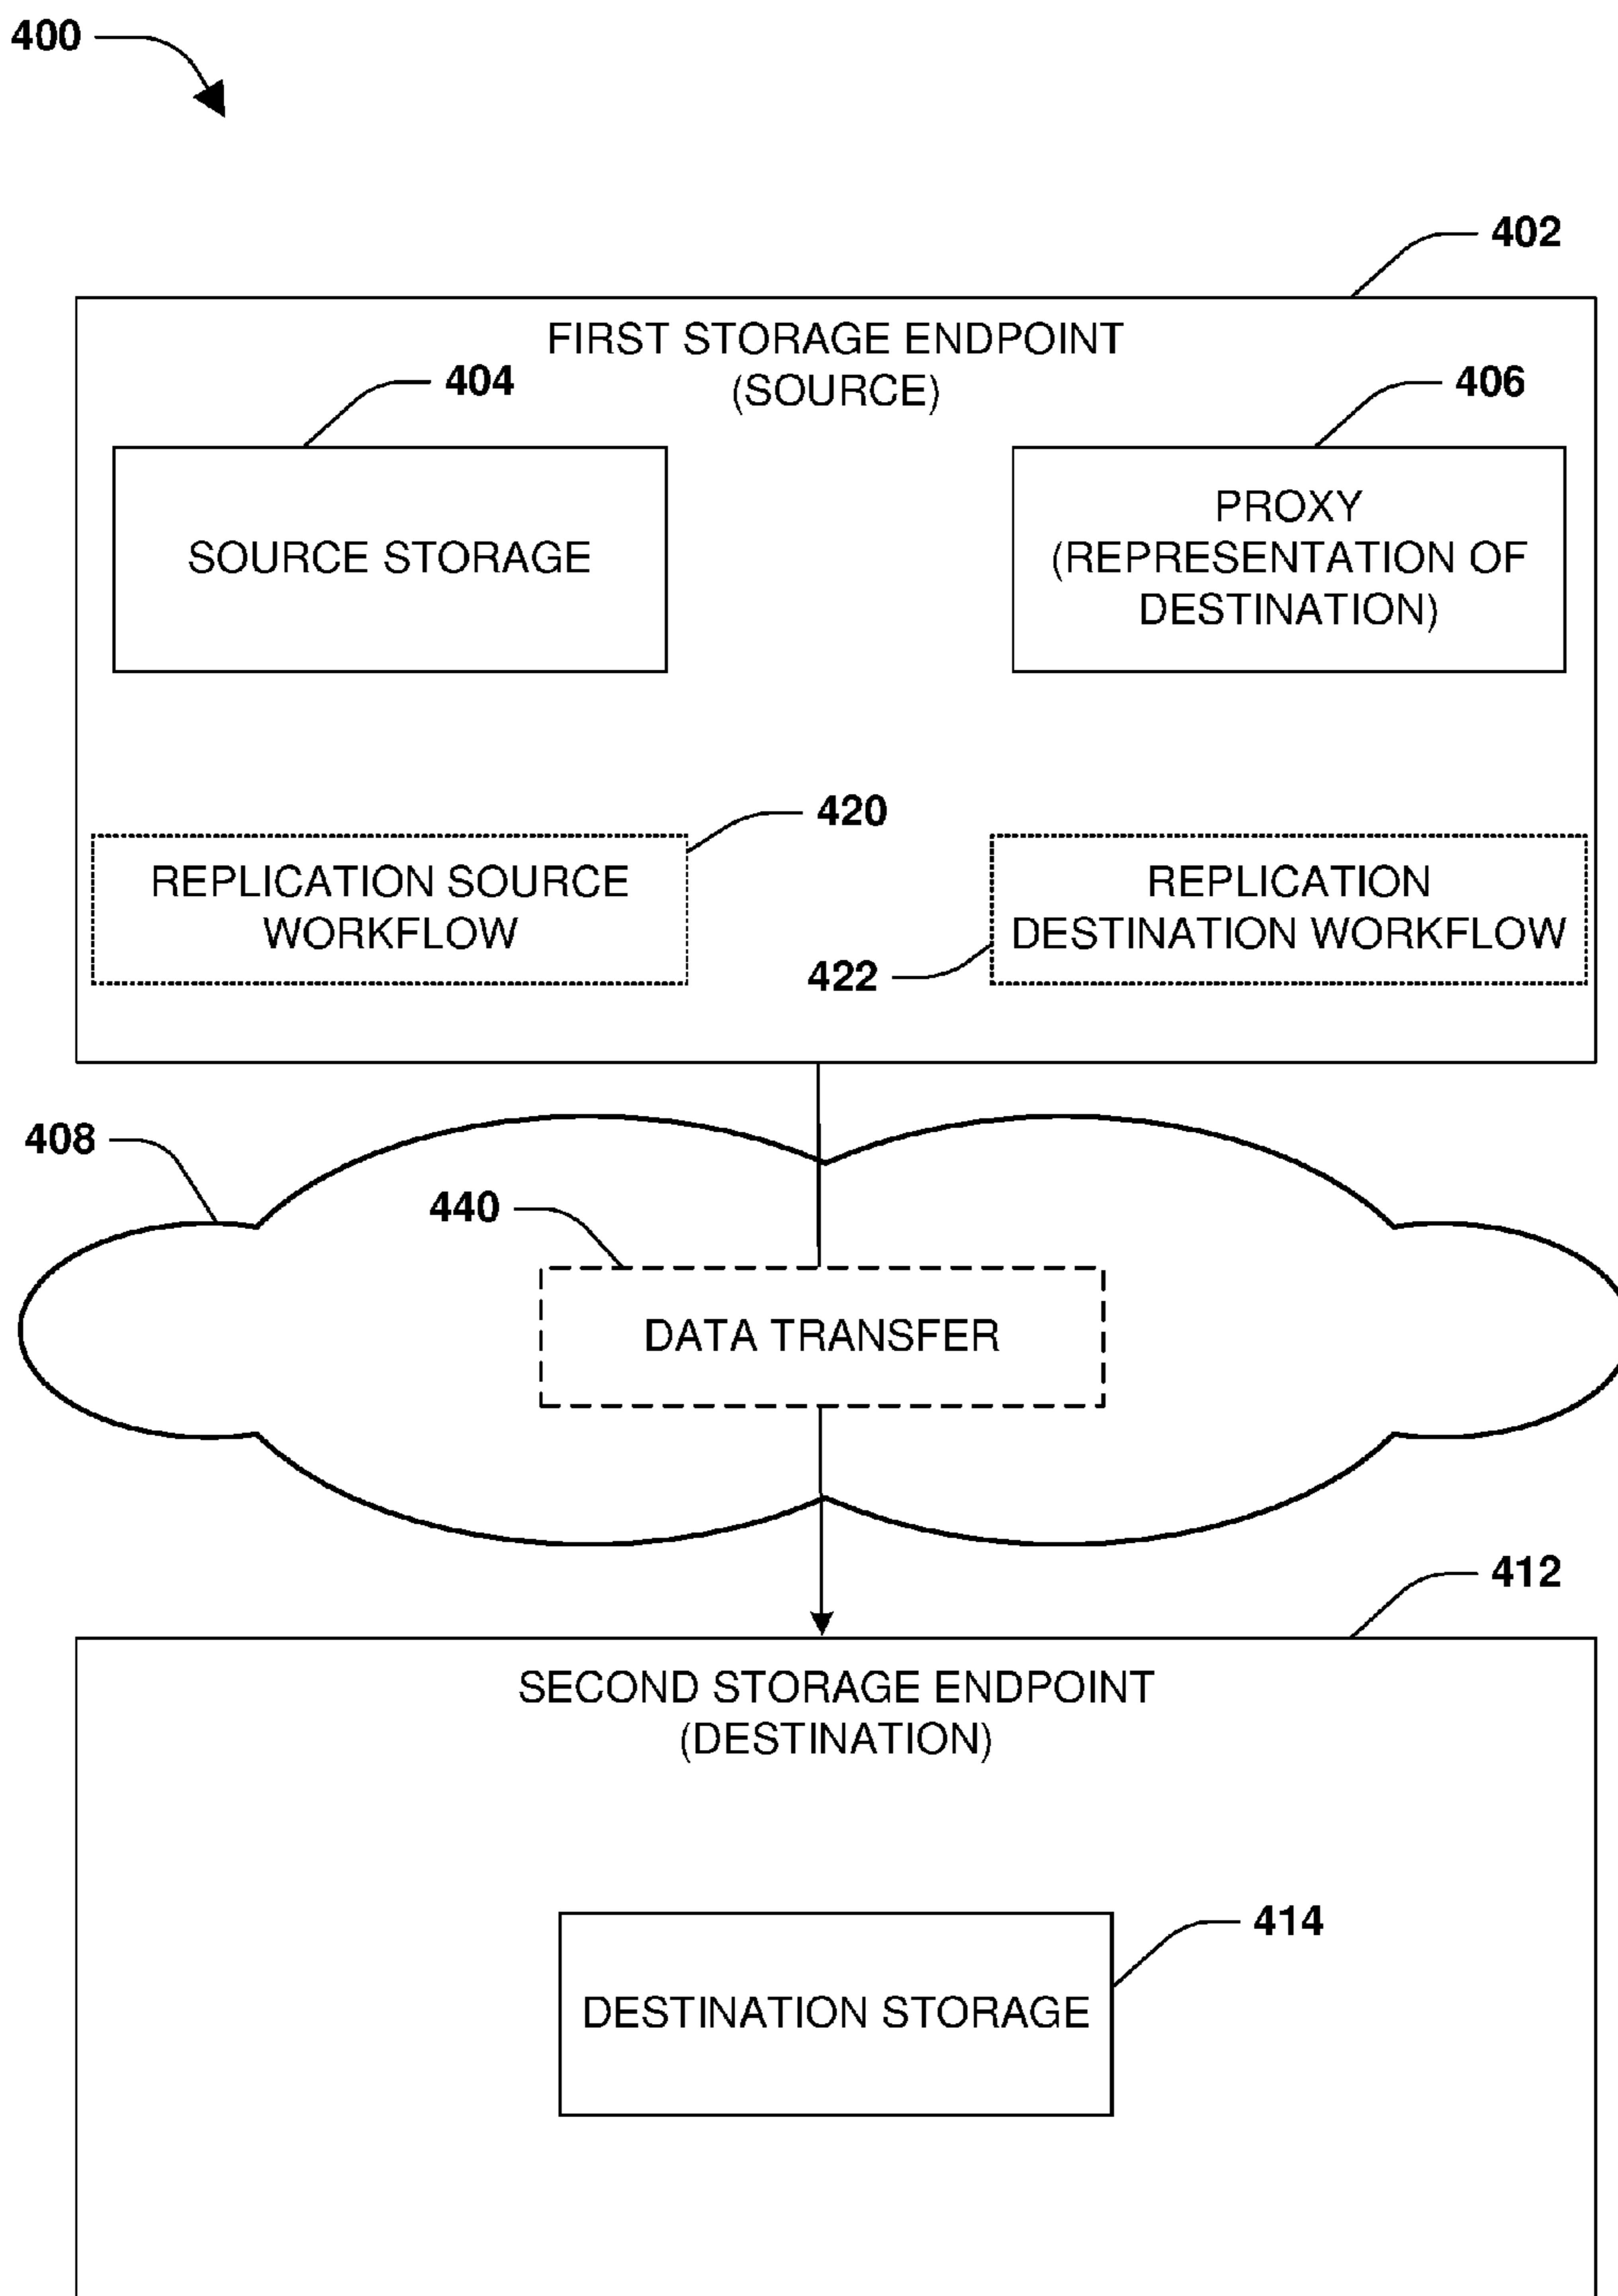 400
402
FIRST STORAGE ENDPOINT
(SOURCE)
404
406
SOURCE STORAGE
PROXY
(REPRESENTATION OF
DESTINATION)
420
REPLICATION SOURCE
WORKFLOW
REPLICATION
DESTINATION WORKFLOW
422
408
440
DATA TRANSFER
412
SECOND STORAGE ENDPOINT
(DESTINATION)
414
DESTINATION STORAGE